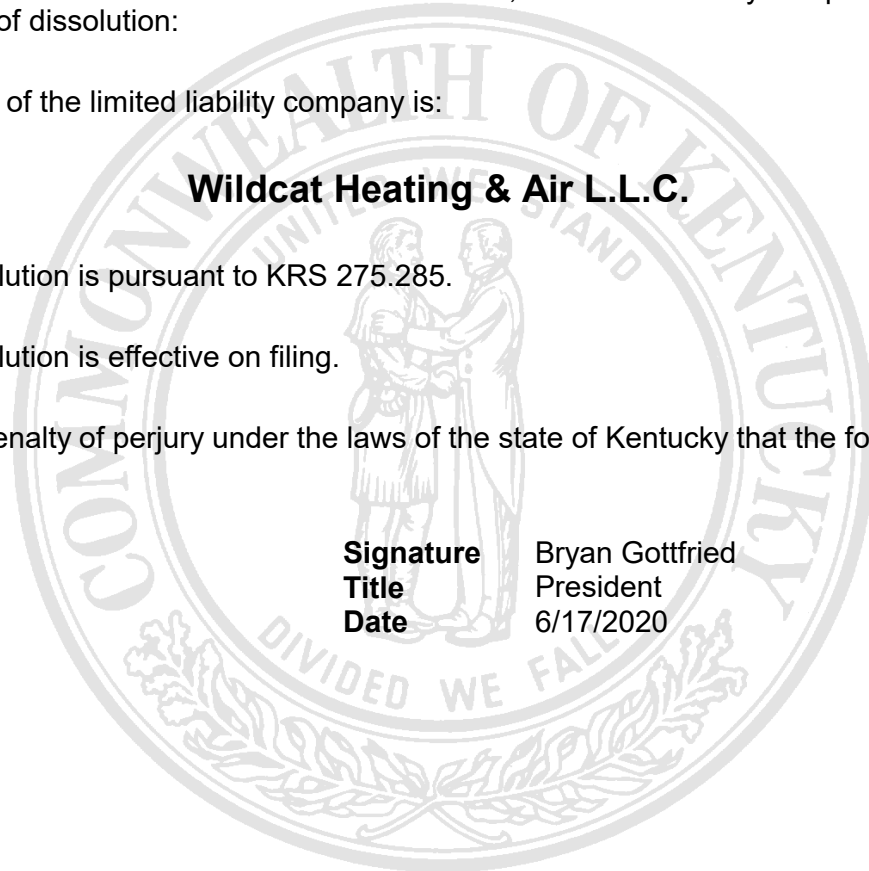 of dissolution:
of the limited liability company is:
Wildcat Heating & Air L.L.C.
lution is pursuant to KRS 275.285.
lution is effective on filing.
enalty of perjury under the laws of the state of Kentucky that the fo
Signature Bryan Gottfried
Title President
Date 6/17/2020
COMMONWEALTH OF KENTUCKY
UNITED WE STAND
DIVIDED WE FALL